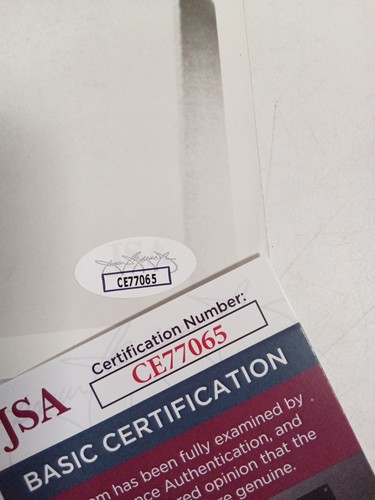 CE77065
Certification Number:
CE77065
JSA
BASIC CERTIFICATION
has been fully examined by
Authentication, and
opinion that the
genuine.